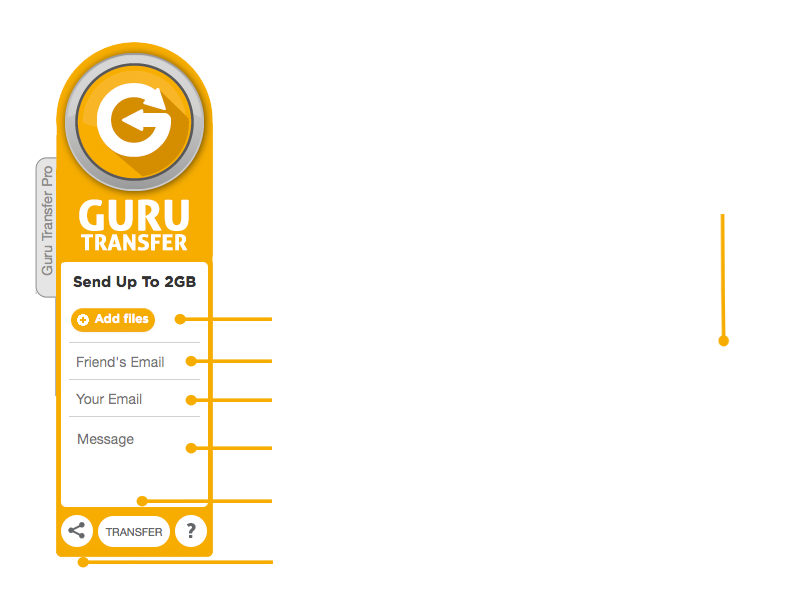 Guru Transfer Pro
GURU
TRANSFER
Send Up To 2GB
Add files
Friend's Email
Your Email
Message
TRANSFER
?